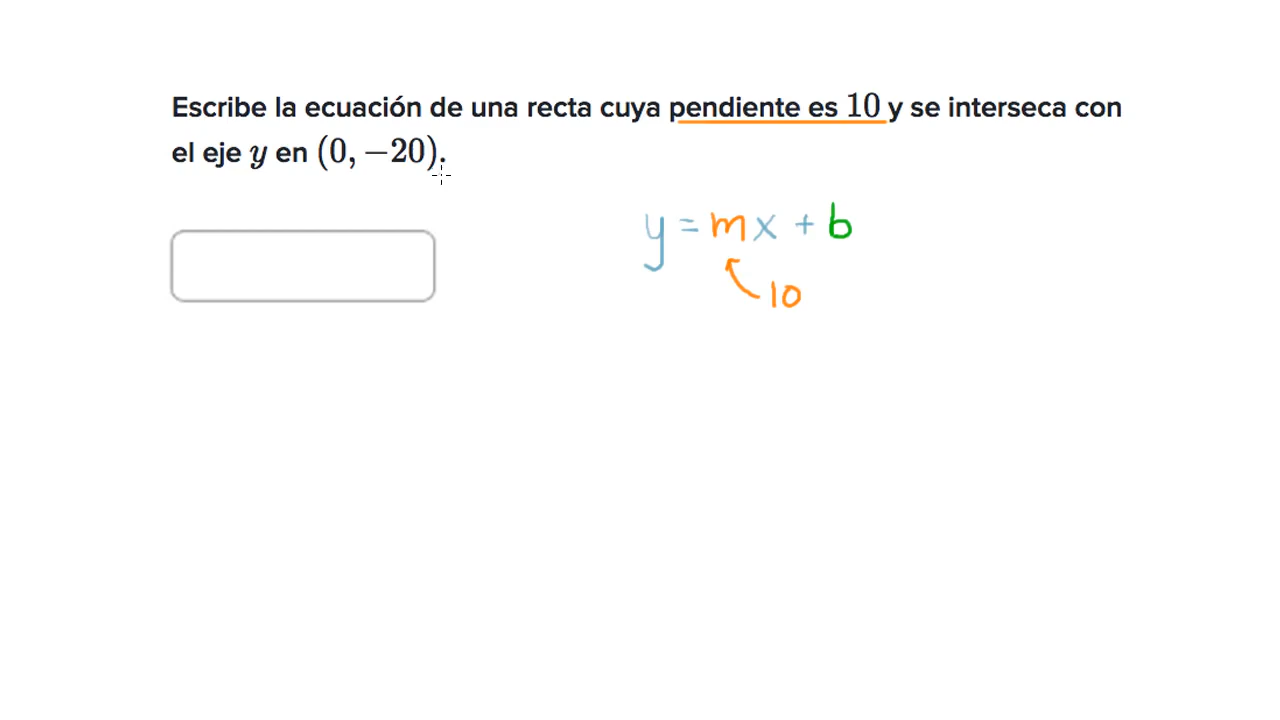 Escribe la ecuación de una recta cuya pendiente es 10 y se interseca con
el eje y en (0, −20).
y = mx + b
10